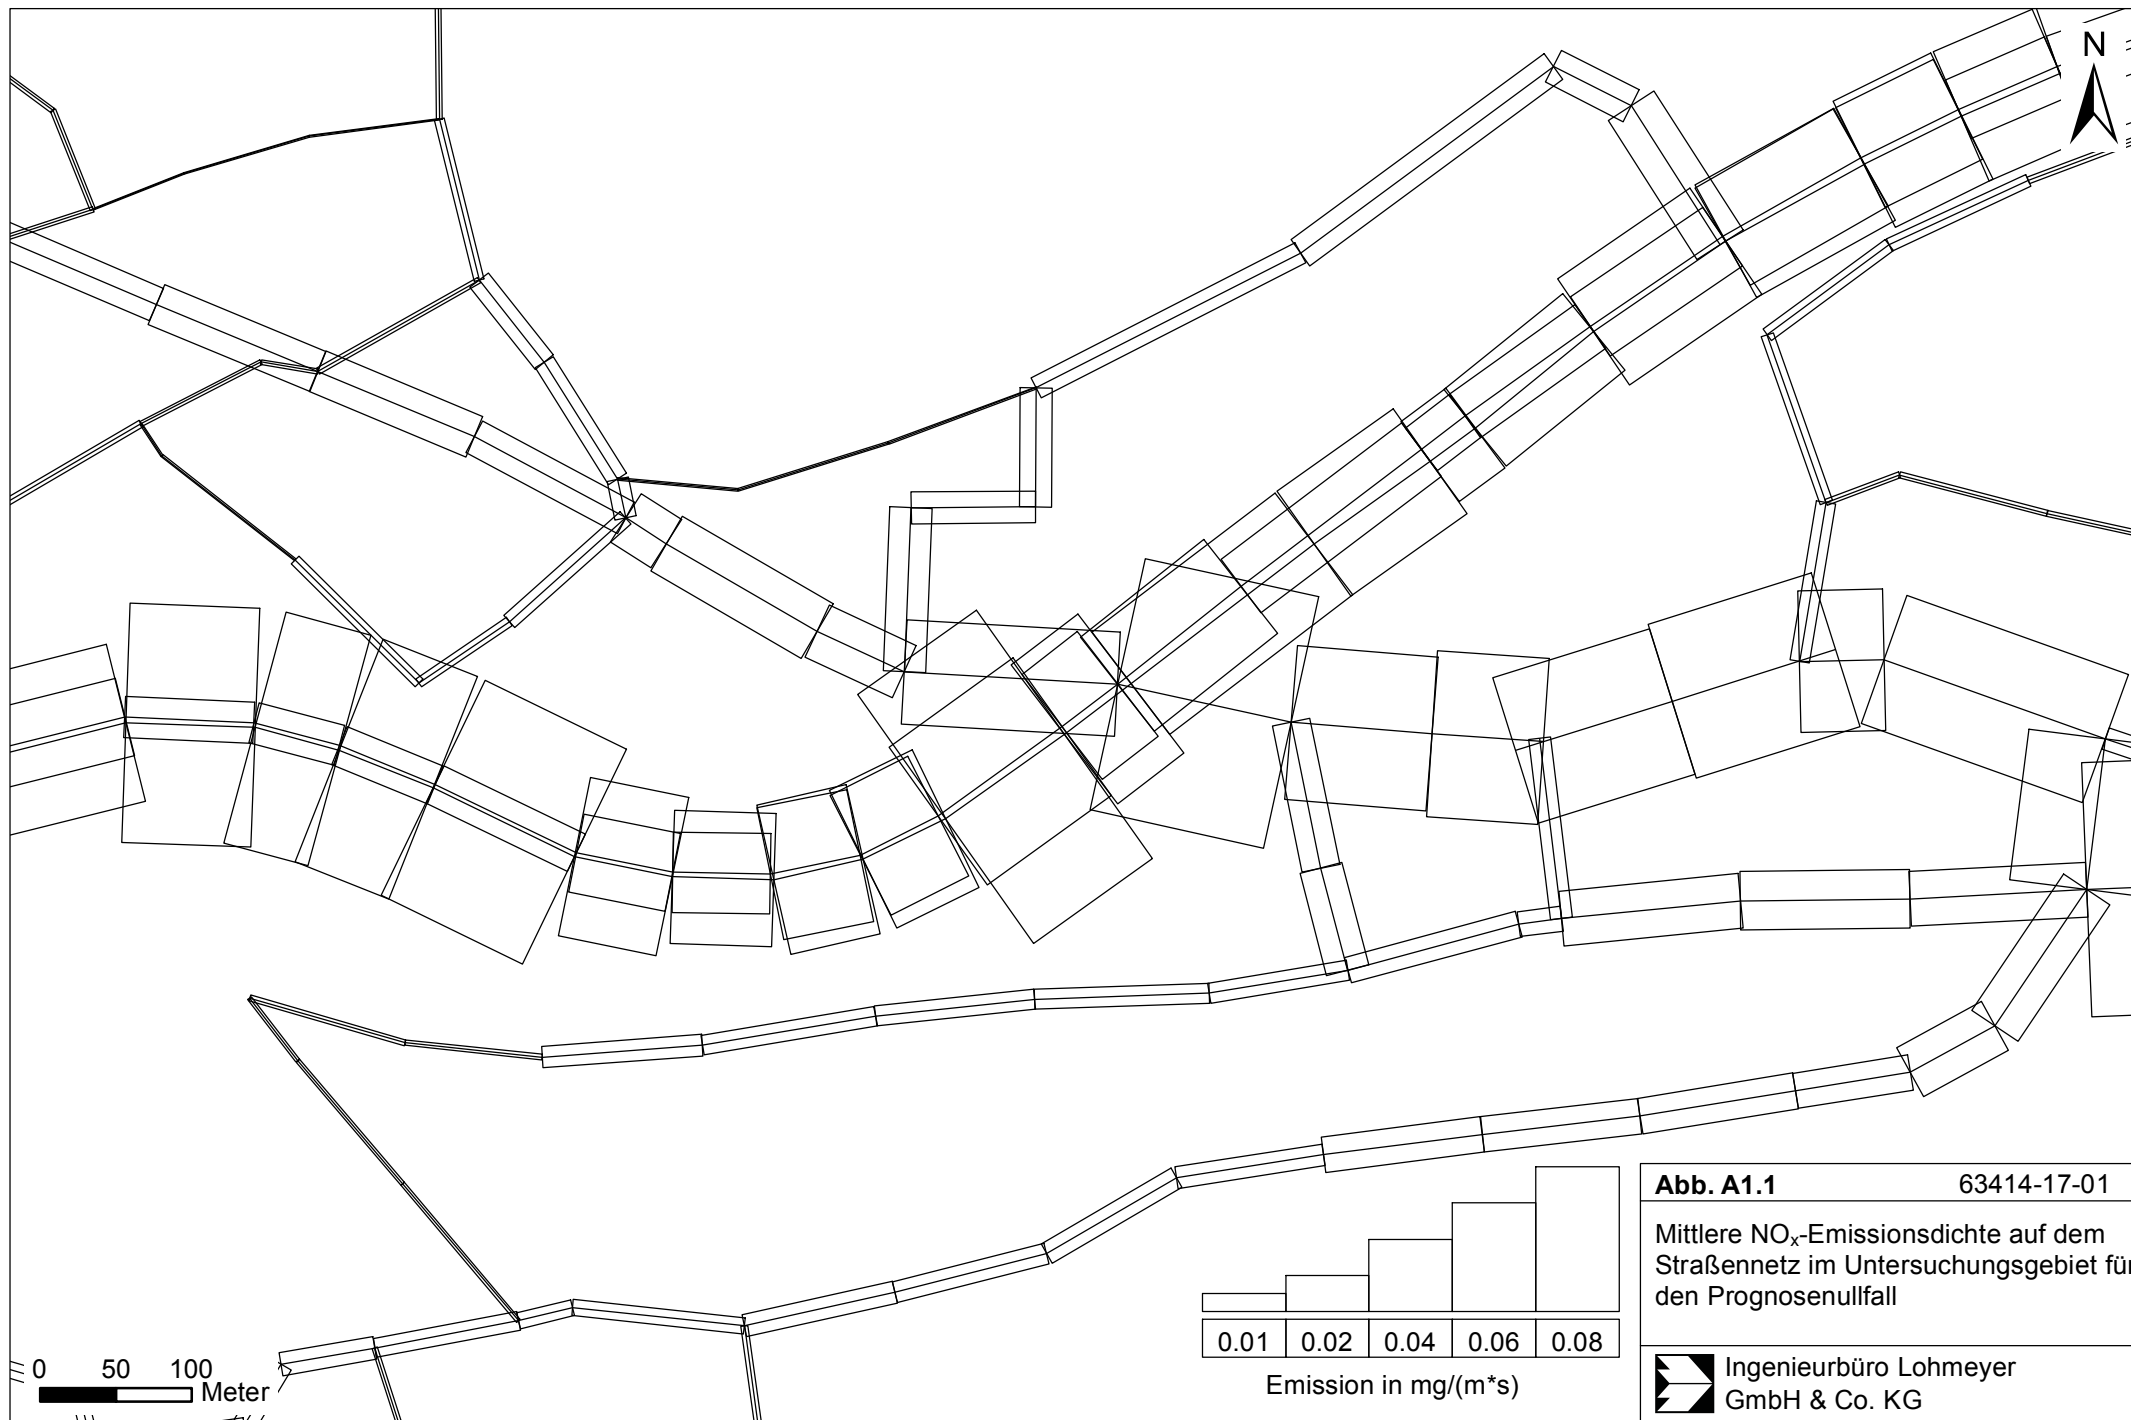 N
Abb. A1.1 63414-17-01
Mittlere NOx-Emissionsdichte auf dem
Straßennetz im Untersuchungsgebiet für
den Prognosenullfall
0.01 0.02 0.04 0.06 0.08
Emission in mg/(m*s)
0 50 100
Meter
Ingenieurbüro Lohmeyer
GmbH & Co. KG